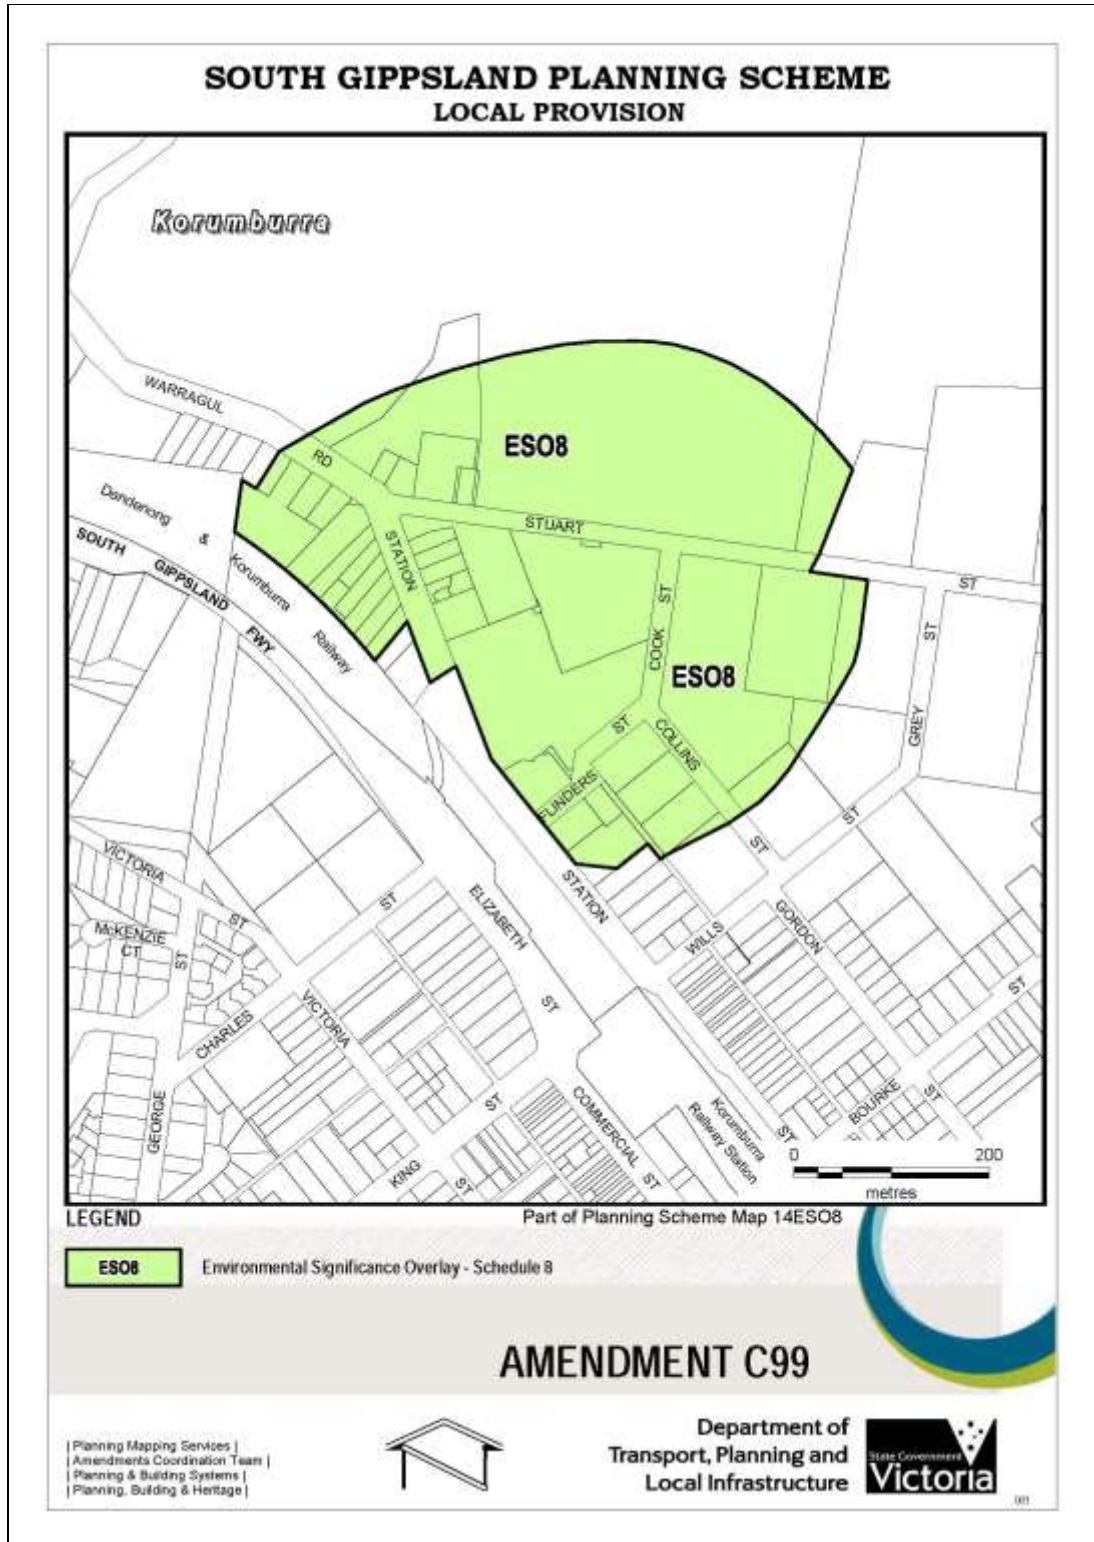 SOUTH GIPPSLAND PLANNING SCHEME
LOCAL PROVISION
Korumburra
WARRAGUL
RD
ESO8
Dandenong
&
Korumburra
Railway
SOUTH
GIPPSLAND
FWY
STATION
STUART
ST
COOK
ST
ST
GREY
ESO8
ST
COLLINS
FLINDERS
ST
ST
VICTORIA
ST
McKENZIE
CT
ST
ST
ELIZABETH
ST
STATION
WILLS
GORDON
ST
CHARLES
VICTORIA
GEORGE
ST
KING
ST
COMMERCIAL
ST
Korumburra
Railway Station
ST
BOURKE
ST
0 200
metres
LEGEND
Part of Planning Scheme Map 14ESO8
ESO8
Environmental Significance Overlay - Schedule 8
AMENDMENT C99
| Planning Mapping Services |
| Amendments Coordination Team |
| Planning & Building Systems |
| Planning, Building & Heritage |
Department of
Transport, Planning and
Local Infrastructure
State Government
Victoria
001